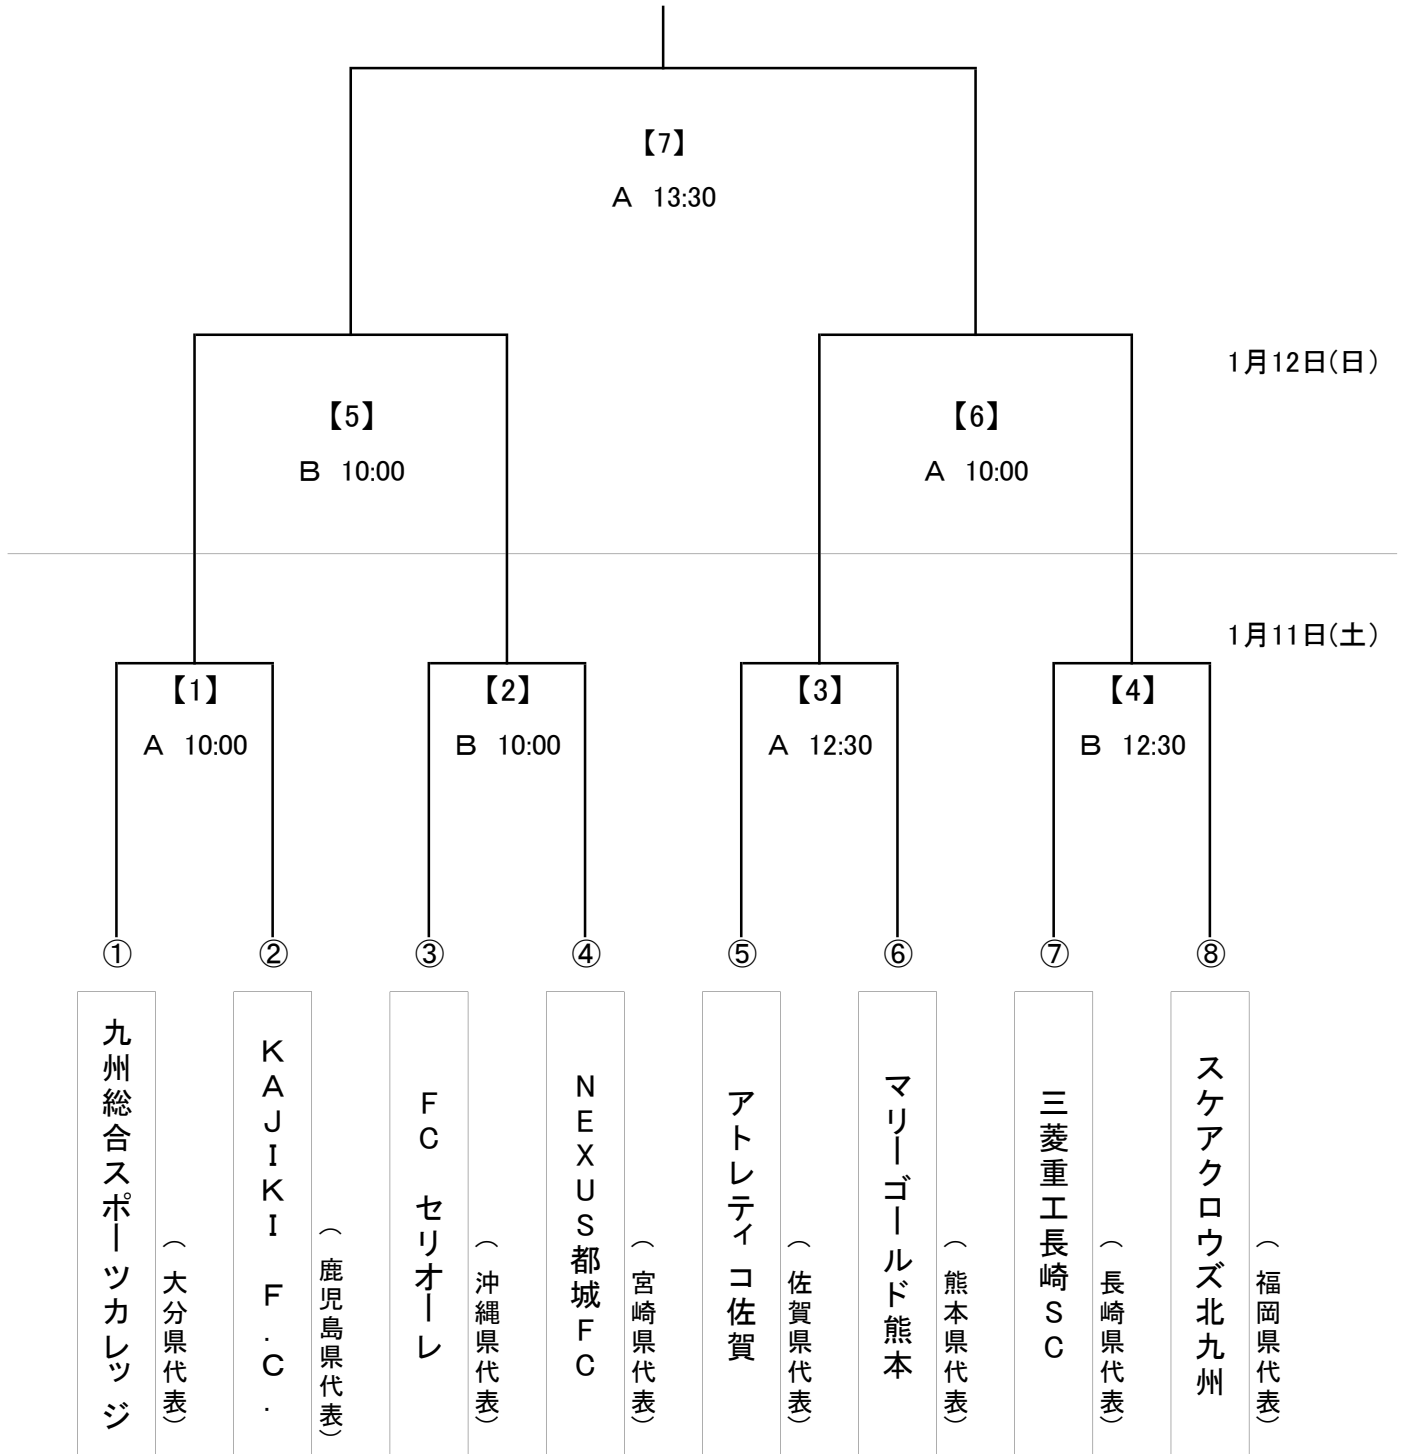 【7】
A 13:30
1月12日(日)
【5】
【6】
B 10:00
A 10:00
1月11日(土)
【1】
【2】
【3】
【4】
A 10:00
B 10:00
A 12:30
B 12:30
①
②
③
④
⑤
⑥
⑦
⑧
九州総合スポーツカレッジ
(大分県代表)
KAJIKI F.C.
(鹿児島県代表)
FC セリオーレ
(沖縄県代表)
NEXUS都城FC
(宮崎県代表)
アトレティコ佐賀
(佐賀県代表)
マリーゴールド熊本
(熊本県代表)
三菱重工長崎SC
(長崎県代表)
スケアクロウズ北九州
(福岡県代表)